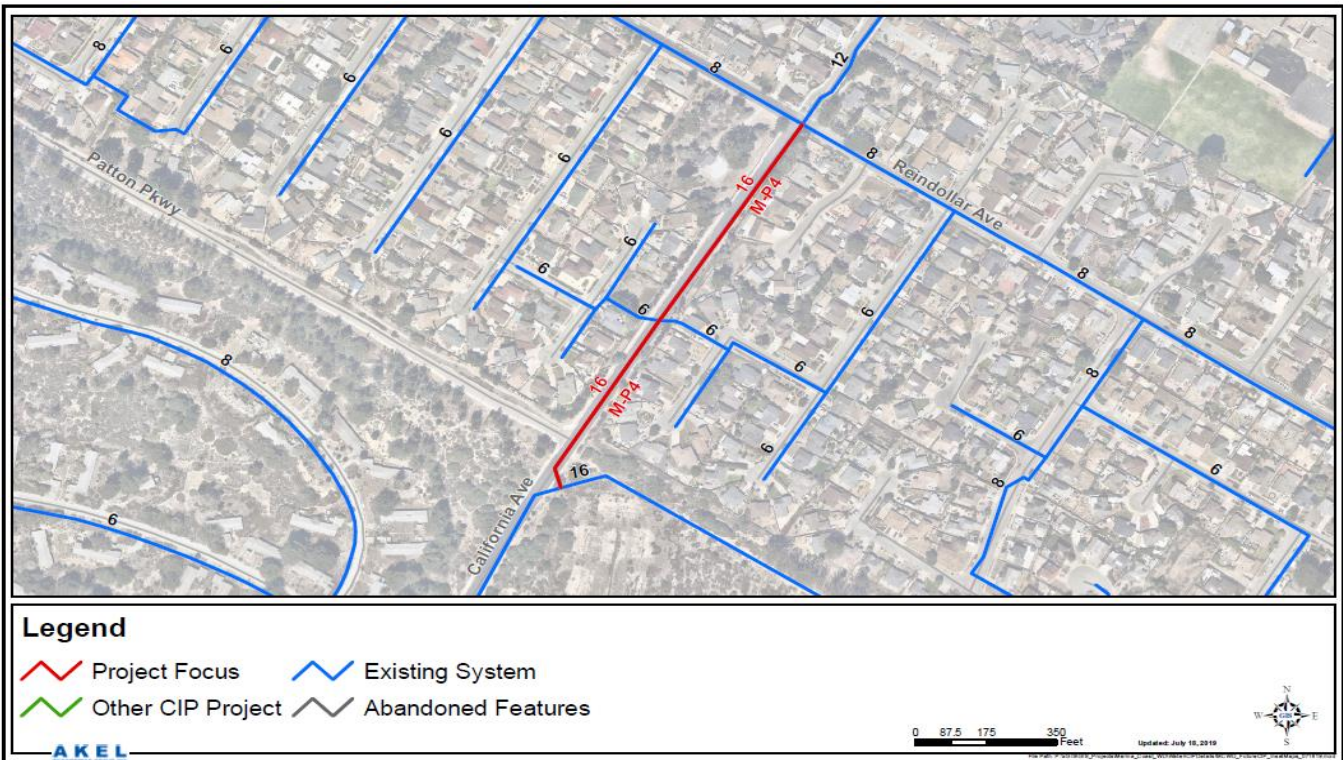 8
6
6
6
6
8
12
Patton Pkwy
16
M-P4
8
Reindollar Ave
6
6
6
6
6
6
8
8
8
16
M-P4
8
6
6
16
8
6
6
California Ave
Legend
Project Focus
Existing System
Other CIP Project
Abandoned Features
AKEL
0 87.5 175 350
Feet
Updated: July 18, 2019
N
W GIS E
S